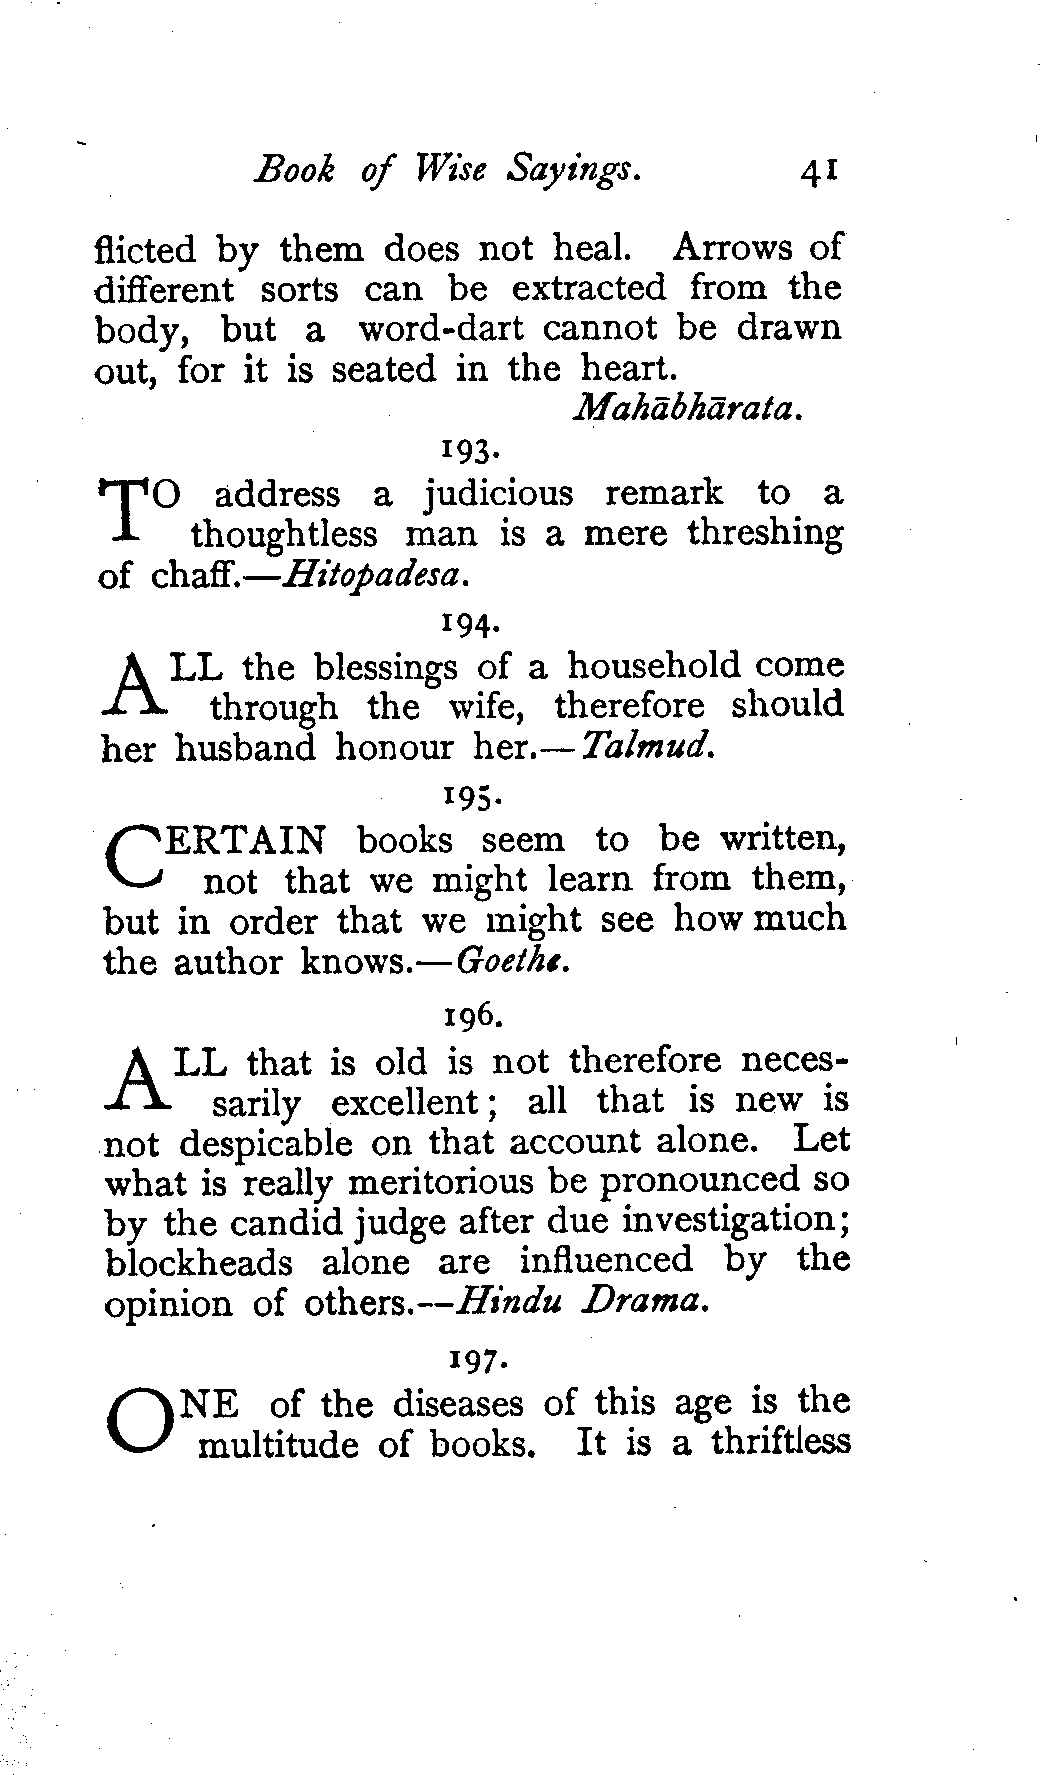 Book of Wise Sayings. 41
flicted by them does not heal. Arrows of
different sorts can be extracted from the
body, but a word-dart cannot be drawn
out, for it is seated in the heart.
Mahābhārata.
193.
TO address a judicious remark to a
thoughtless man is a mere threshing
of chaff.—Hitopadesa.
194.
ALL the blessings of a household come
through the wife, therefore should
her husband honour her.—Talmud.
195.
CERTAIN books seem to be written,
not that we might learn from them,
but in order that we might see how much
the author knows.—Goethe.
196.
ALL that is old is not therefore neces-
sarily excellent; all that is new is
not despicable on that account alone. Let
what is really meritorious be pronounced so
by the candid judge after due investigation;
blockheads alone are influenced by the
opinion of others.—Hindu Drama.
197.
ONE of the diseases of this age is the
multitude of books. It is a thriftless